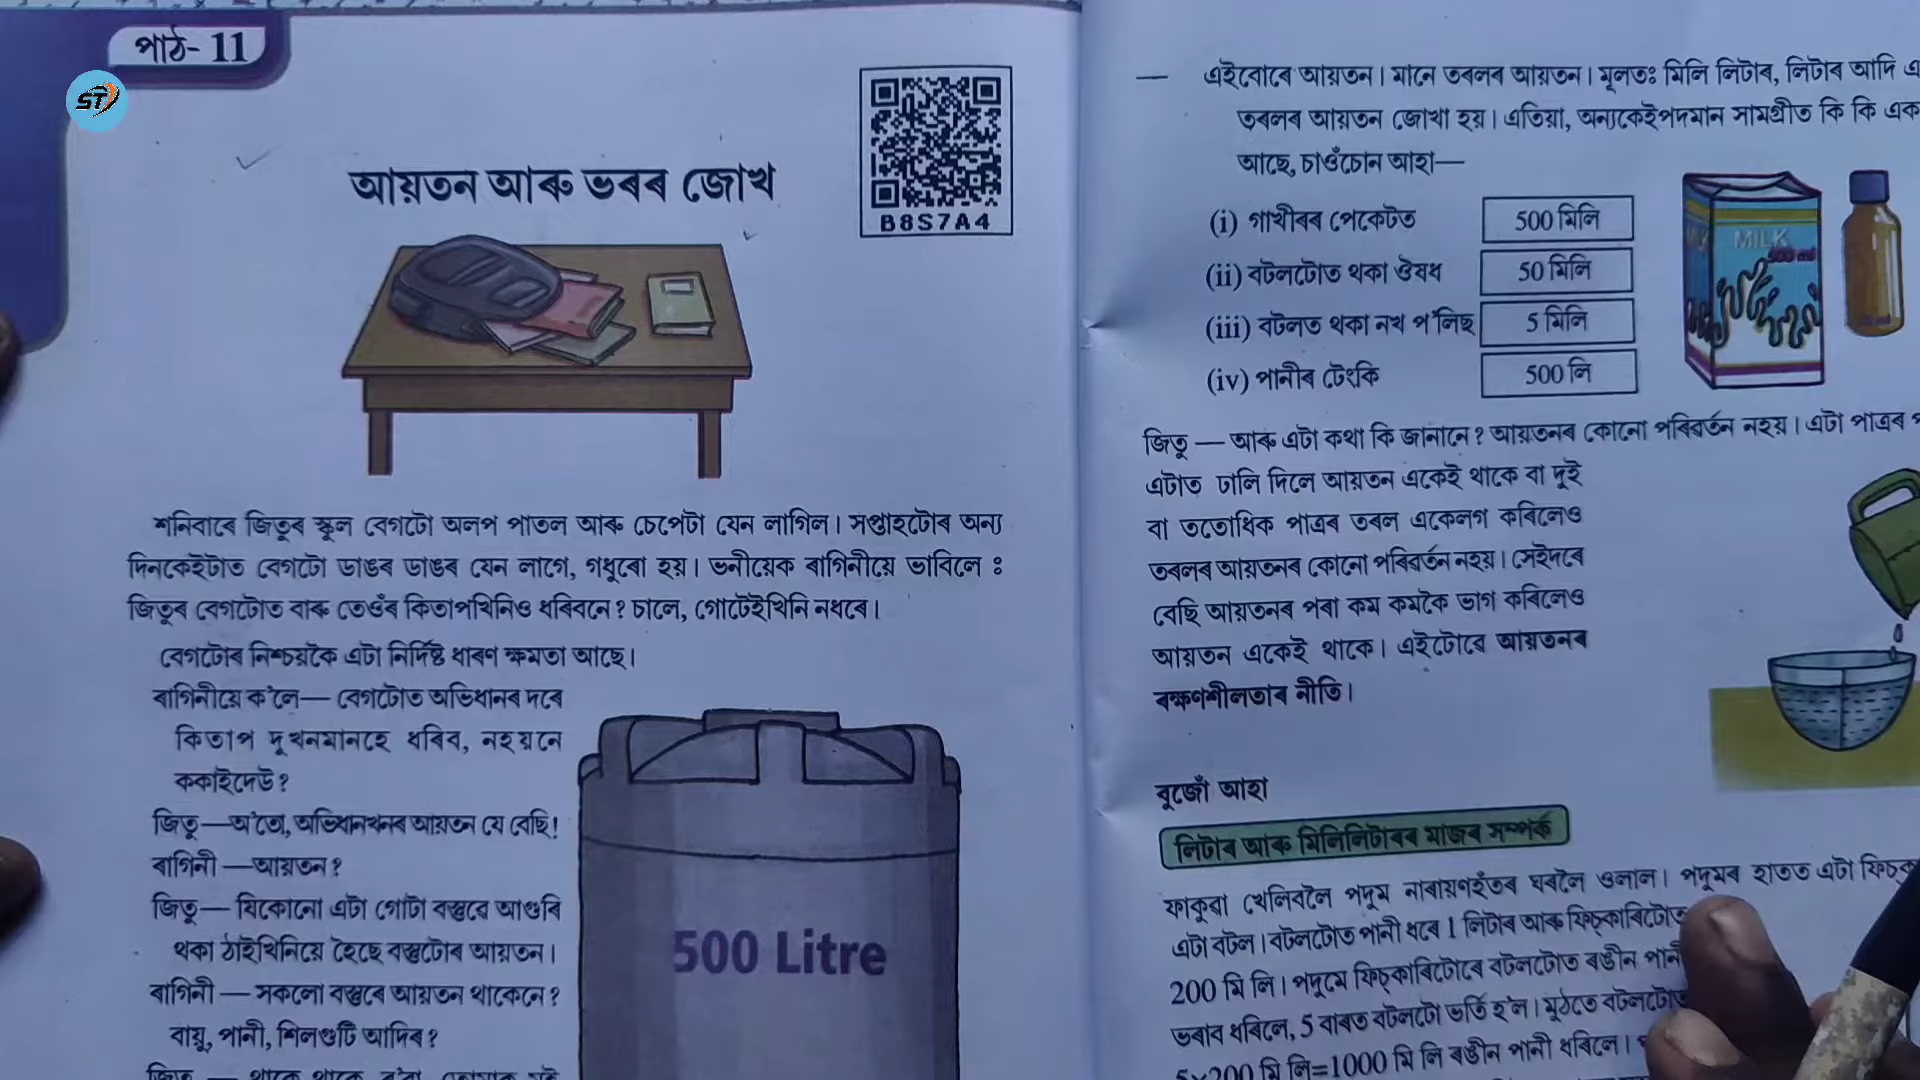 পাঠ- 11
ST
আয়তন আৰু ভৰৰ জোখ
B8S7A4
শনিবাৰে জিতুৰ স্কুল বেগটো অলপ পাতল আৰু চেপেটা যেন লাগিল। সপ্তাহটোৰ অন্য
দিনকেইটাত বেগটো ডাঙৰ ডাঙৰ যেন লাগে, গধুৰো হয়। ভনীয়েক ৰাগিনীয়ে ভাবিলে ঃ
জিতুৰ বেগটোত বাৰু তেওঁৰ কিতাপখিনিও ধৰিবনে? চালে, গোটেইখিনি নধৰে।
বেগটোৰ নিশ্চয়কৈ এটা নিৰ্দিষ্ট ধাৰণ ক্ষমতা আছে।
ৰাগিনীয়ে ক'লে— বেগটোত অভিধানৰ দৰে
কিতাপ দুখনমানহে ধৰিব, নহয়নে
ককাইদেউ?
জিতু —অ'তো, অভিধানখনৰ আয়তন যে বেছি!
ৰাগিনী —আয়তন?
জিতু— যিকোনো এটা গোটা বস্তুৱে আগুৰি
থকা ঠাইখিনিয়ে হৈছে বস্তুটোৰ আয়তন।
ৰাগিনী — সকলো বস্তুৰে আয়তন থাকেনে?
বায়ু, পানী, শিলগুটি আদিৰ?
জিতু — থাকে থাকে
500 Litre
— এইবোৰে আয়তন। মানে তৰলৰ আয়তন। মূলতঃ মিলি লিটাৰ, লিটাৰ আদি
তৰলৰ আয়তন জোখা হয়। এতিয়া, অন্যকেইপদমান সামগ্ৰীত কি কি
আছে, চাওঁচোন আহা—
(i) গাখীৰৰ পেকেটত 500 মিলি
(ii) বটলটোত থকা ঔষধ 50 মিলি
(iii) বটলত থকা নখ প'লিছ 5 মিলি
(iv) পানীৰ টেংকি 500 লি
MILK
500 ml
জিতু — আৰু এটা কথা কি জানানে? আয়তনৰ কোনো পৰিৱৰ্তন নহয়। এটা পাত্ৰৰ
এটাত ঢালি দিলে আয়তন একেই থাকে বা দুই
বা ততোধিক পাত্ৰৰ তৰল একেলগ কৰিলেও
তৰলৰ আয়তনৰ কোনো পৰিৱৰ্তন নহয়। সেইদৰে
বেছি আয়তনৰ পৰা কম কমকৈ ভাগ কৰিলেও
আয়তন একেই থাকে। এইটোৱে আয়তনৰ
ৰক্ষণশীলতাৰ নীতি।
বুজোঁ আহা
লিটাৰ আৰু মিলিলিটাৰৰ মাজৰ সম্পৰ্ক
ফাকুৱা খেলিবলৈ পদুম নাৰায়ণহঁতৰ ঘৰলৈ ওলাল। পদুমৰ হাতত এটা
এটা বটল। বটলটোত পানী ধৰে 1 লিটাৰ আৰু ফিচ্‌কাৰিটোত
200 মি লি। পদুমে ফিচ্‌কাৰিটোৰে বটলটোত ৰঙীন পানী
ভৰাব ধৰিলে, 5 বাৰত বটলটো ভৰ্তি হ'ল। মুঠতে বটলটোত
5×200 মি লি=1000 মি লি ৰঙীন পানী ধৰিলে।